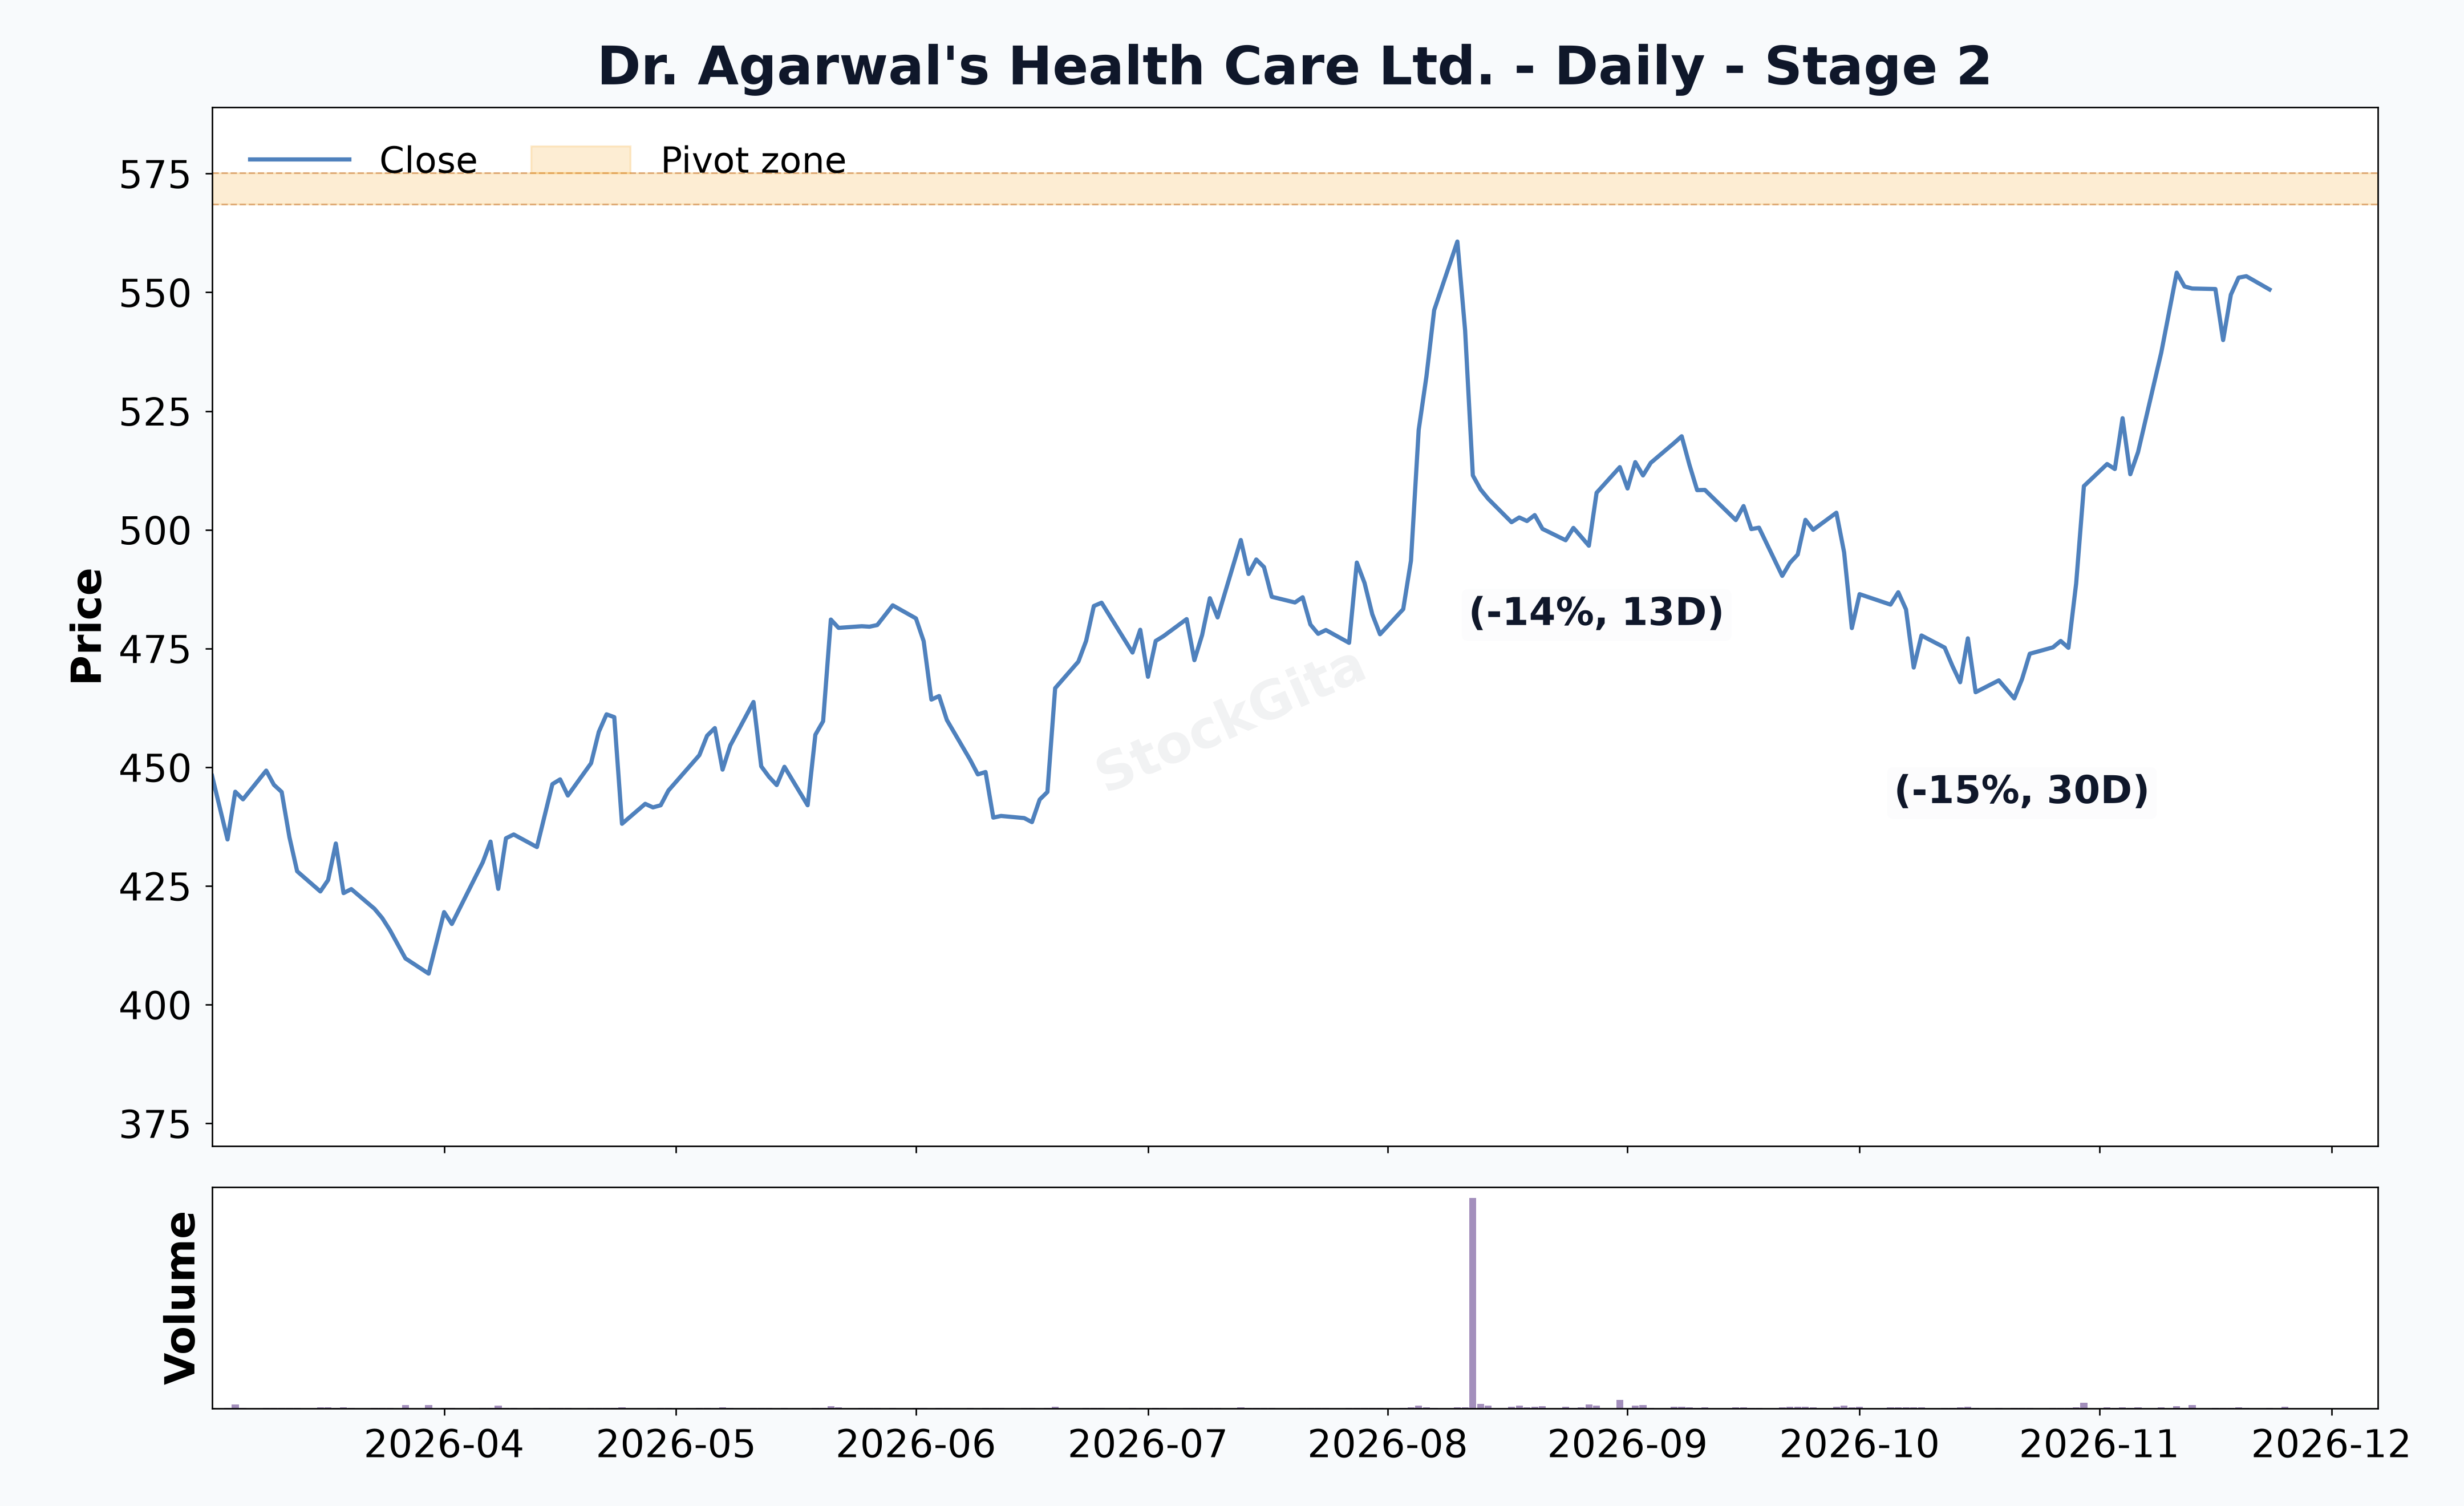 Dr. Agarwal's Health Care Ltd. - Daily - Stage 2
Close
Pivot zone
Price
575
550
525
500
475
450
425
400
375
(-14%, 13D)
(-15%, 30D)
StockGita
Volume
2026-04
2026-05
2026-06
2026-07
2026-08
2026-09
2026-10
2026-11
2026-12